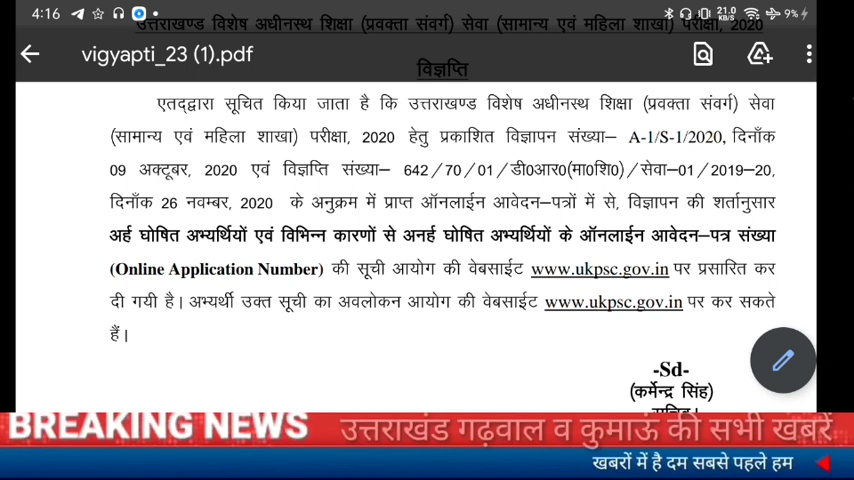 4:16
21.0 KB/S
9%
उत्तराखण्ड विशेष अधीनस्थ शिक्षा (प्रवक्ता संवर्ग) सेवा (सामान्य एवं महिला शाखा) परीक्षा, 2020
vigyapti_23 (1).pdf
विज्ञप्ति
एतद्द्वारा सूचित किया जाता है कि उत्तराखण्ड विशेष अधीनस्थ शिक्षा (प्रवक्ता संवर्ग) सेवा
(सामान्य एवं महिला शाखा) परीक्षा, 2020 हेतु प्रकाशित विज्ञापन संख्या– A-1/S-1/2020, दिनाँक
09 अक्टूबर, 2020 एवं विज्ञप्ति संख्या– 642/70/01/डी0आर0(मा0शि0)/सेवा–01/2019–20,
दिनाँक 26 नवम्बर, 2020 के अनुक्रम में प्राप्त ऑनलाईन आवेदन–पत्रों में से, विज्ञापन की शर्तानुसार
अर्ह घोषित अभ्यर्थियों एवं विभिन्न कारणों से अनर्ह घोषित अभ्यर्थियों के ऑनलाईन आवेदन–पत्र संख्या
(Online Application Number) की सूची आयोग की वेबसाईट www.ukpsc.gov.in पर प्रसारित कर
दी गयी है। अभ्यर्थी उक्त सूची का अवलोकन आयोग की वेबसाईट www.ukpsc.gov.in पर कर सकते
हैं।
-Sd-
(कर्मेन्द्र सिंह)
सचिव।
BREAKING NEWS उत्तराखंड गढ़वाल व कुमाऊं की सभी खबरें
खबरों में है दम सबसे पहले हम